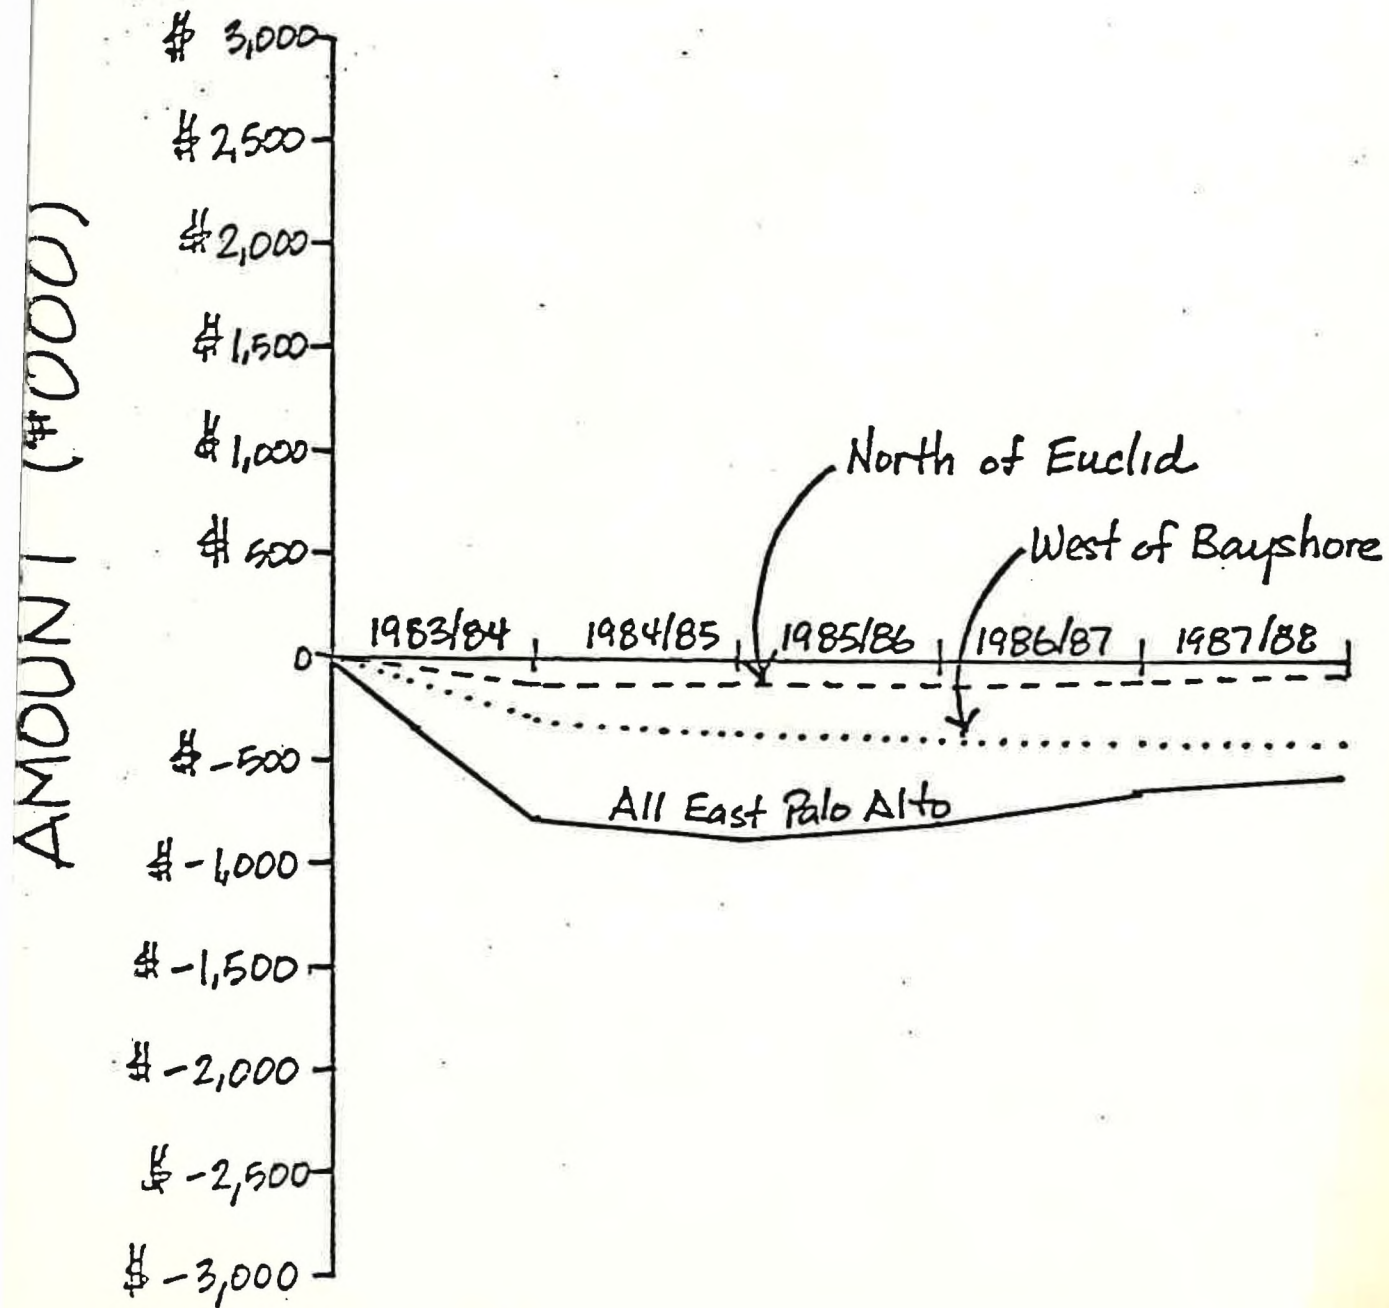 $ 3,000
$ 2,500
$ 2,000
$ 1,500
$ 1,000
$ 500
0
$ -500
$ -1,000
$ -1,500
$ -2,000
$ -2,500
$ -3,000
AMOUNT ($000)
North of Euclid
West of Bayshore
1983/84 1984/85 1985/86 1986/87 1987/88
All East Palo Alto